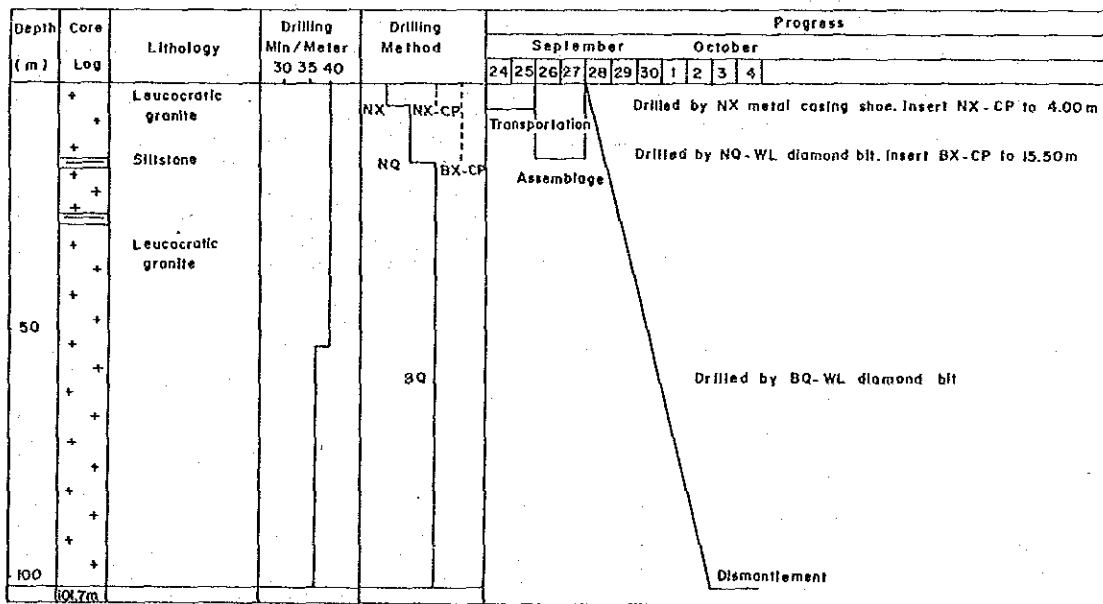 Depth
(m)
Core
Log
Lithology
Drilling
Min/Meter
30 35 40
Drilling
Method
Progress
September October
24 25 26 27 28 29 30 1 2 3 4
Leucocratic
granite
Siltstone
Leucocratic
granite
NX NX-CP
NQ BX-CP
BQ
Transportation
Assemblage
Drilled by NX metal casing shoe. Insert NX-CP to 4.00m
Drilled by NQ-WL diamond bit. Insert BX-CP to 15.50m
50
Drilled by BQ-WL diamond bit
100
Dismantlement
101.7m